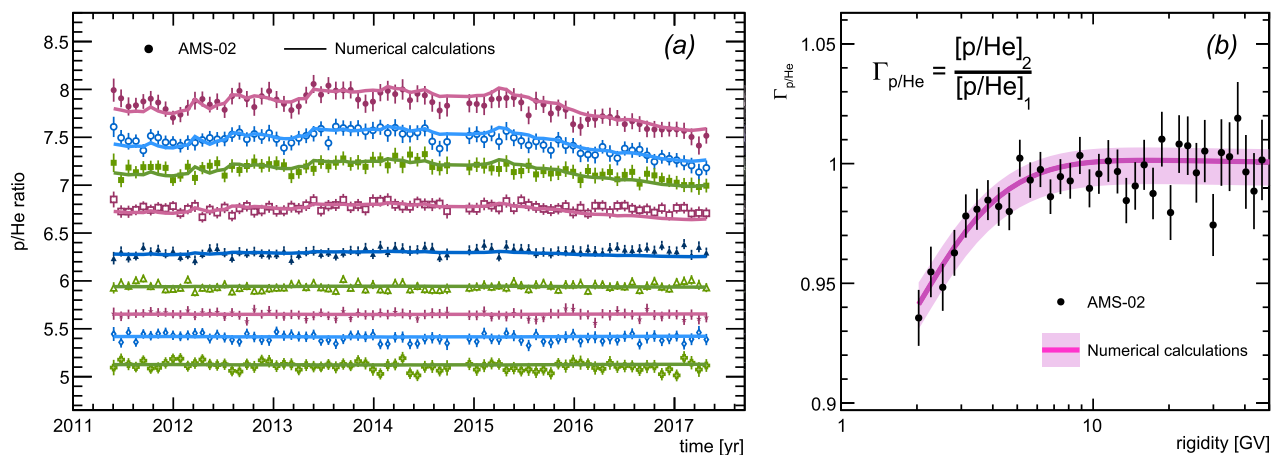 (a)
AMS-02
Numerical calculations
8.5
8
7.5
7
6.5
6
5.5
5
p/He ratio
2011
2012
2013
2014
2015
2016
2017
time [yr]
(b)
Γp/He = [p/He]2
[p/He]1
Γp/He
1.05
1
0.95
0.9
AMS-02
Numerical calculations
1
10
rigidity [GV]